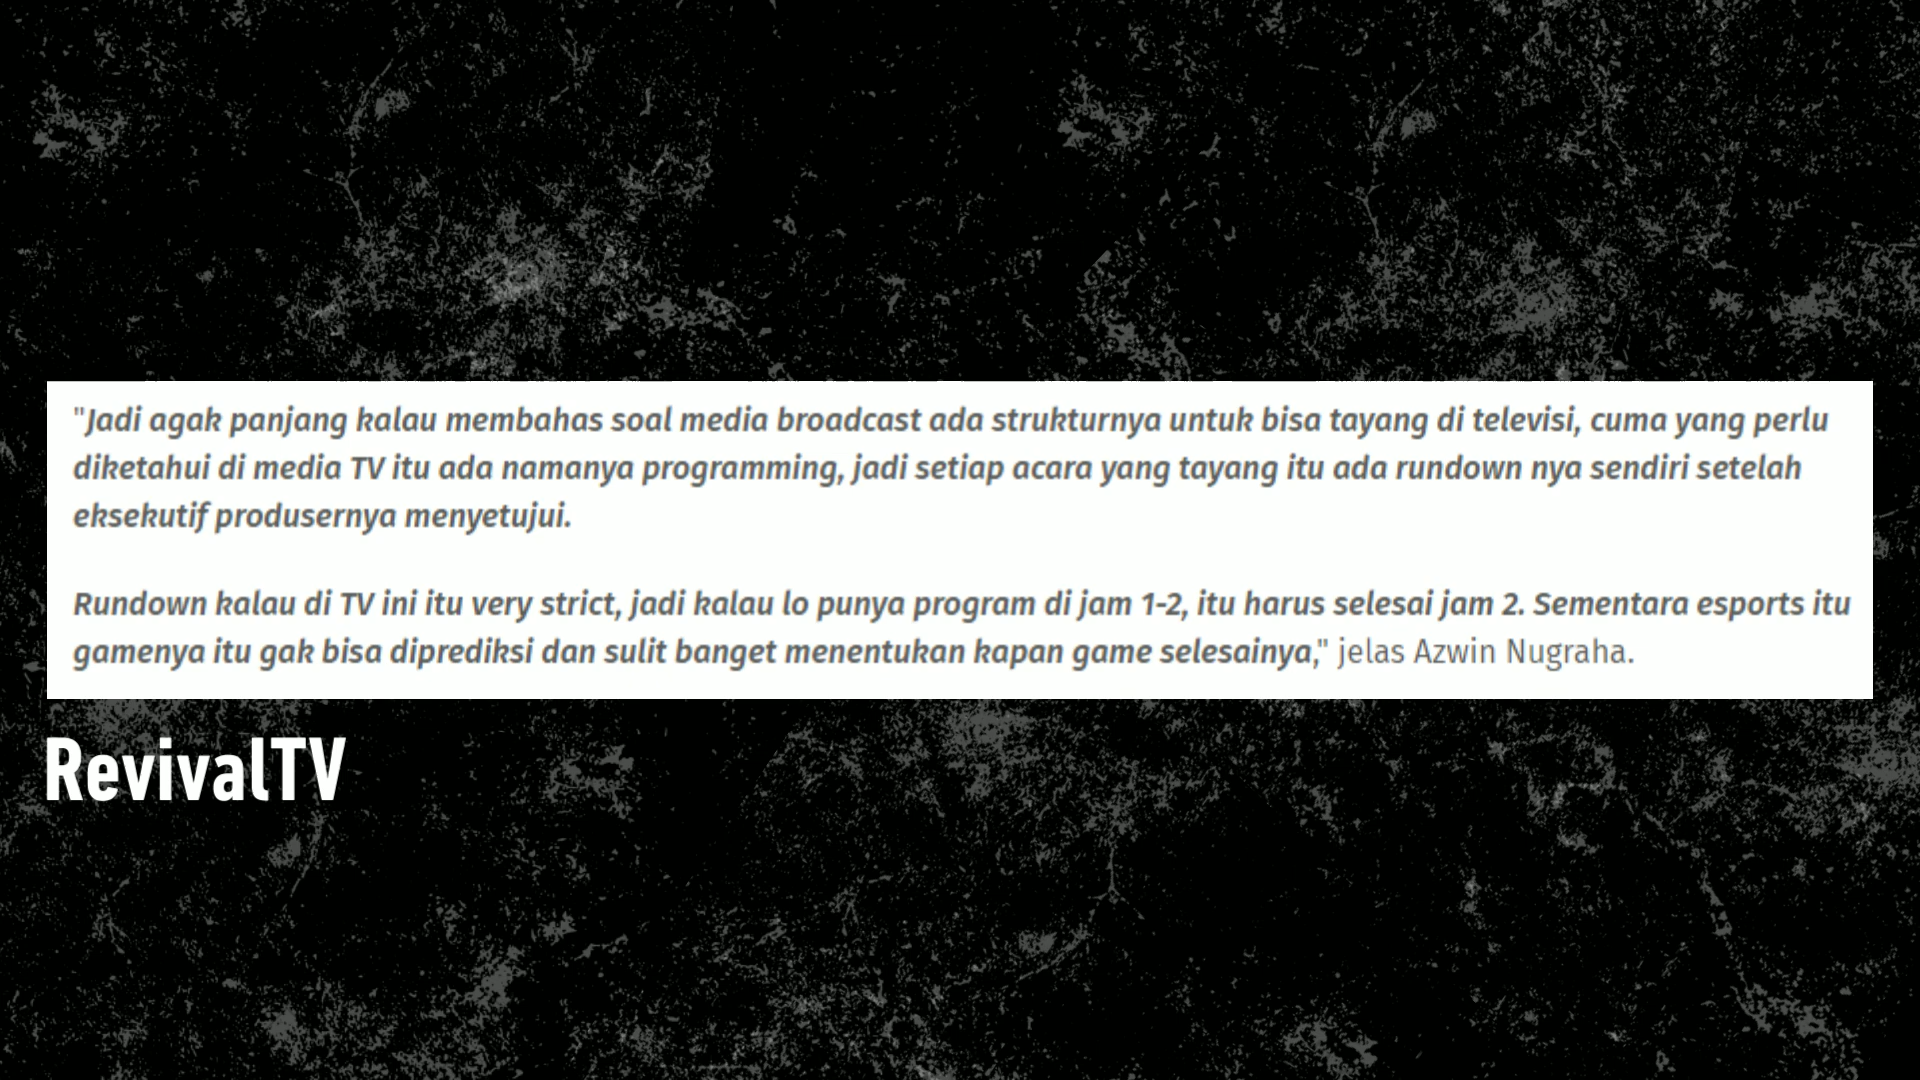 "Jadi agak panjang kalau membahas soal media broadcast ada strukturnya untuk bisa tayang di televisi, cuma yang perlu
diketahui di media TV itu ada namanya programming, jadi setiap acara yang tayang itu ada rundown nya sendiri setelah
eksekutif produsernya menyetujui.
Rundown kalau di TV ini itu very strict, jadi kalau lo punya program di jam 1-2, itu harus selesai jam 2. Sementara esports itu
gamenya itu gak bisa diprediksi dan sulit banget menentukan kapan game selesainya," jelas Azwin Nugraha.
RevivalTV